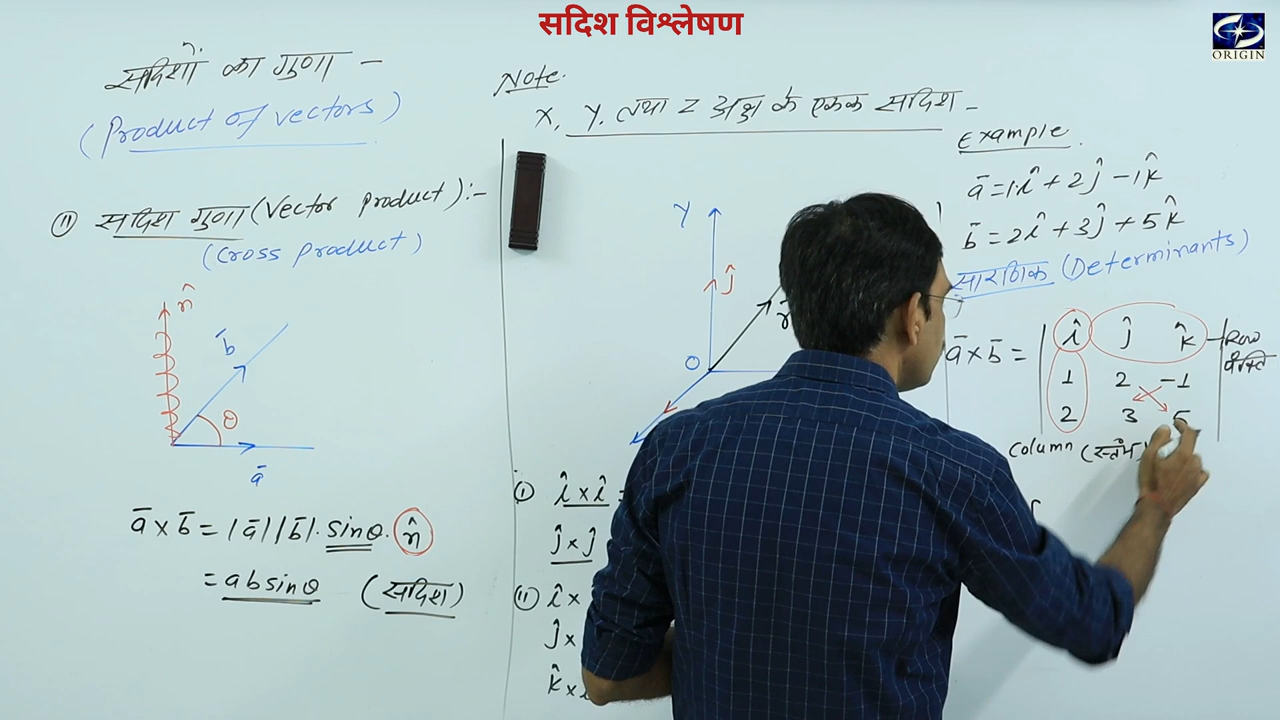 सदिश विश्लेषण
ORIGIN
सदिशों का गुणा –
(Product of vectors)
(ii) सदिश गुणा (Vector product):-
(Cross product)
n̂
b̄
θ
ā
ā × b̄ = |ā| |b̄|. sinθ. n̂
= ab sinθ (सदिश)
Note.
X, Y, तथा Z अक्ष के एकक सदिश –
Y
ĵ
O
(i) î × î =
ĵ × ĵ
(ii) î ×
ĵ ×
k̂ ×
Example.
ā = 1î + 2ĵ – 1k̂
b̄ = 2î + 3ĵ + 5k̂
सारणिक (Determinants)
ā × b̄ = | î ĵ k̂ | Row
पंक्ति
1 2 -1
2 3 5
Column (स्तंभ)